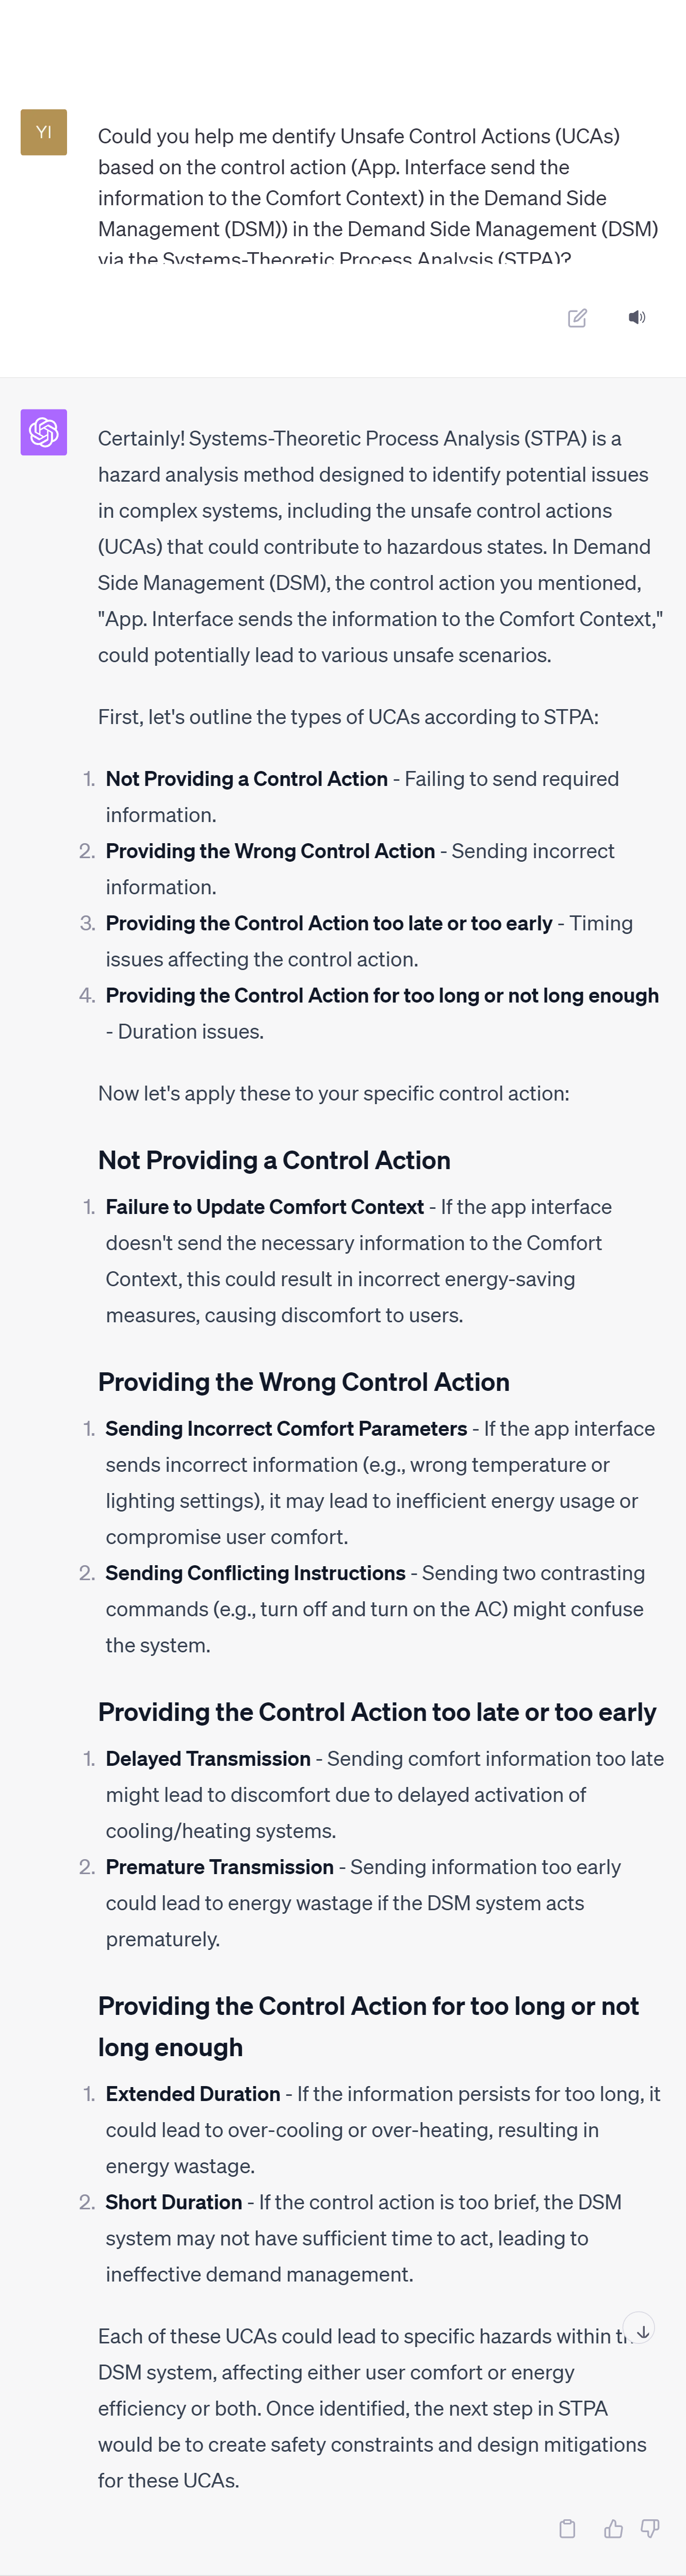 YI
Could you help me dentify Unsafe Control Actions (UCAs)
based on the control action (App. Interface send the
information to the Comfort Context) in the Demand Side
Management (DSM)) in the Demand Side Management (DSM)
via the Systems-Theoretic Process Analysis (STPA)?
Certainly! Systems-Theoretic Process Analysis (STPA) is a
hazard analysis method designed to identify potential issues
in complex systems, including the unsafe control actions
(UCAs) that could contribute to hazardous states. In Demand
Side Management (DSM), the control action you mentioned,
"App. Interface sends the information to the Comfort Context,"
could potentially lead to various unsafe scenarios.
First, let's outline the types of UCAs according to STPA:
1. Not Providing a Control Action - Failing to send required
information.
2. Providing the Wrong Control Action - Sending incorrect
information.
3. Providing the Control Action too late or too early - Timing
issues affecting the control action.
4. Providing the Control Action for too long or not long enough
- Duration issues.
Now let's apply these to your specific control action:
Not Providing a Control Action
1. Failure to Update Comfort Context - If the app interface
doesn't send the necessary information to the Comfort
Context, this could result in incorrect energy-saving
measures, causing discomfort to users.
Providing the Wrong Control Action
1. Sending Incorrect Comfort Parameters - If the app interface
sends incorrect information (e.g., wrong temperature or
lighting settings), it may lead to inefficient energy usage or
compromise user comfort.
2. Sending Conflicting Instructions - Sending two contrasting
commands (e.g., turn off and turn on the AC) might confuse
the system.
Providing the Control Action too late or too early
1. Delayed Transmission - Sending comfort information too late
might lead to discomfort due to delayed activation of
cooling/heating systems.
2. Premature Transmission - Sending information too early
could lead to energy wastage if the DSM system acts
prematurely.
Providing the Control Action for too long or not
long enough
1. Extended Duration - If the information persists for too long, it
could lead to over-cooling or over-heating, resulting in
energy wastage.
2. Short Duration - If the control action is too brief, the DSM
system may not have sufficient time to act, leading to
ineffective demand management.
Each of these UCAs could lead to specific hazards within
DSM system, affecting either user comfort or energy
efficiency or both. Once identified, the next step in STPA
would be to create safety constraints and design mitigations
for these UCAs.